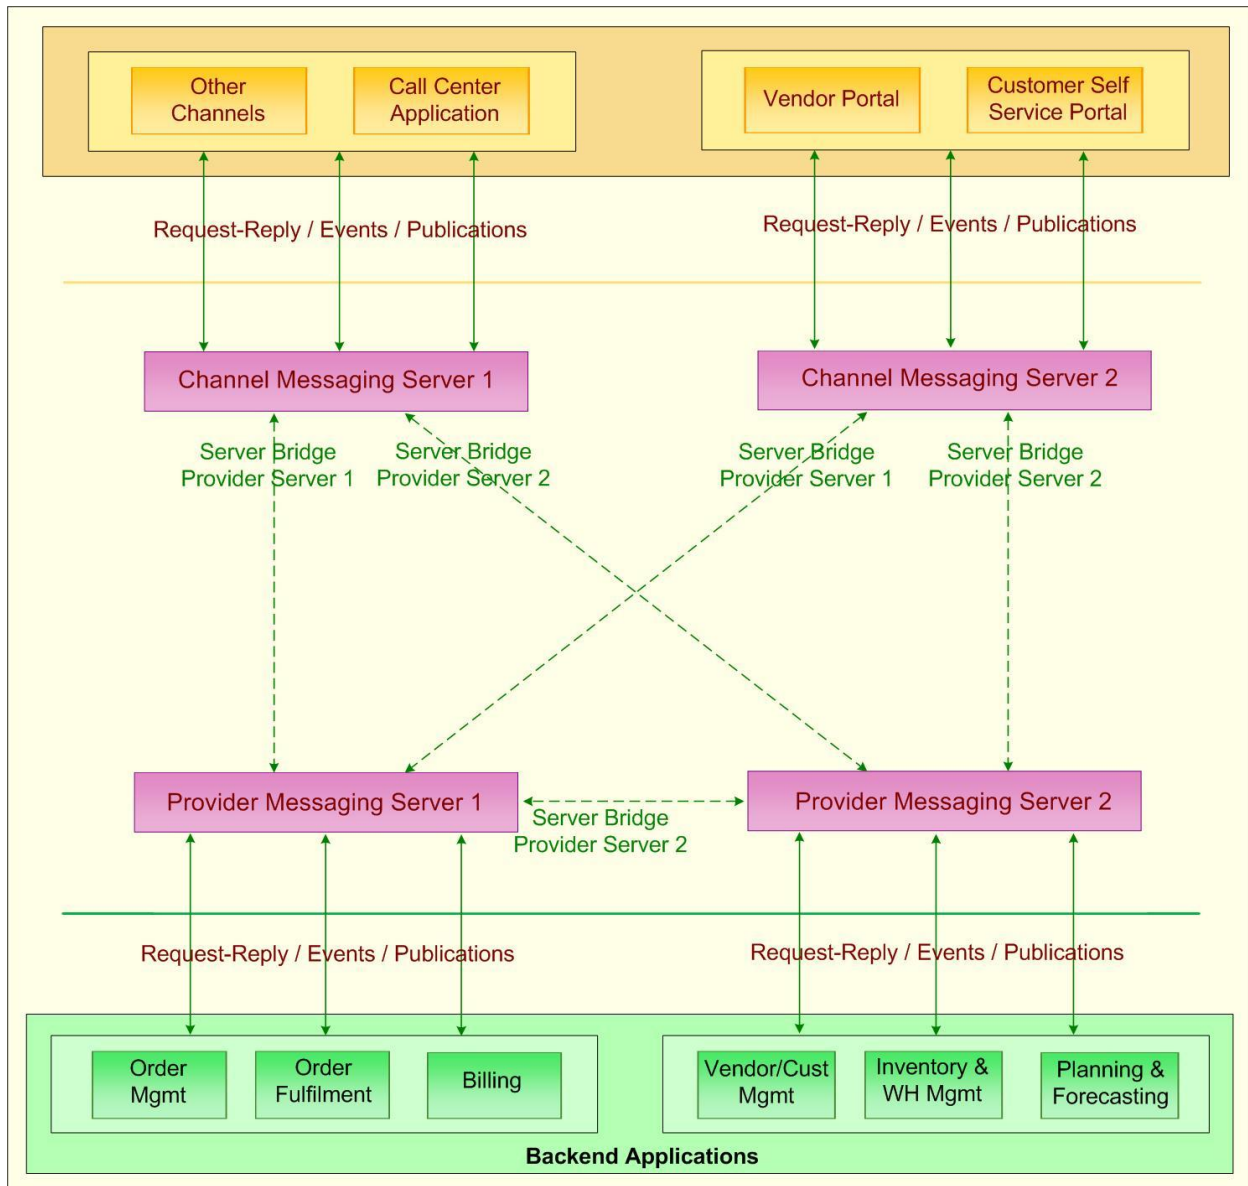 Other
Channels
Call Center
Application
Vendor Portal
Customer Self
Service Portal
Request-Reply / Events / Publications
Request-Reply / Events / Publications
Channel Messaging Server 1
Channel Messaging Server 2
Server Bridge
Provider Server 1
Server Bridge
Provider Server 2
Server Bridge
Provider Server 1
Server Bridge
Provider Server 2
Provider Messaging Server 1
Provider Messaging Server 2
Server Bridge
Provider Server 2
Request-Reply / Events / Publications
Request-Reply / Events / Publications
Order
Mgmt
Order
Fulfilment
Billing
Vendor/Cust
Mgmt
Inventory &
WH Mgmt
Planning &
Forecasting
Backend Applications